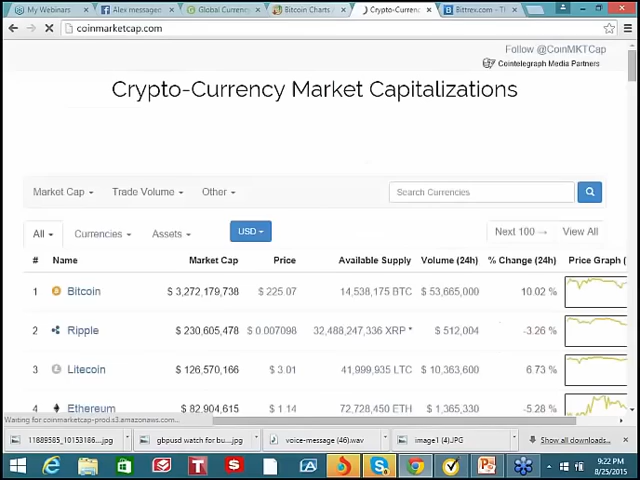 My Webinars
Alex messaged
Global Currency
Bitcoin Charts
Crypto-Currency
Bittrex.com - Th
coinmarketcap.com
Follow @CoinMKTCap
Cointelegraph Media Partners
Crypto-Currency Market Capitalizations
Market Cap
Trade Volume
Other
Search Currencies
All
Currencies
Assets
USD
Next 100 →
View All
# Name Market Cap Price Available Supply Volume (24h) % Change (24h) Price Graph (
1 Bitcoin $ 3,272,179,738 $ 225.07 14,538,175 BTC $ 53,665,000 10.02 %
2 Ripple $ 230,605,478 $ 0.007098 32,488,247,336 XRP * $ 512,004 -3.26 %
3 Litecoin $ 126,570,166 $ 3.01 41,999,935 LTC $ 10,363,600 6.73 %
4 Ethereum $ 82,904,615 $ 1.14 72,728,450 ETH $ 1,365,330 -5.28 %
Waiting for coinmarketcap-prod.s3.amazonaws.com...
11889585_10153186....jpg
gbpusd watch for bu....jpg
voice-message (46).wav
image1 (4).JPG
Show all downloads...
9:22 PM
8/25/2015